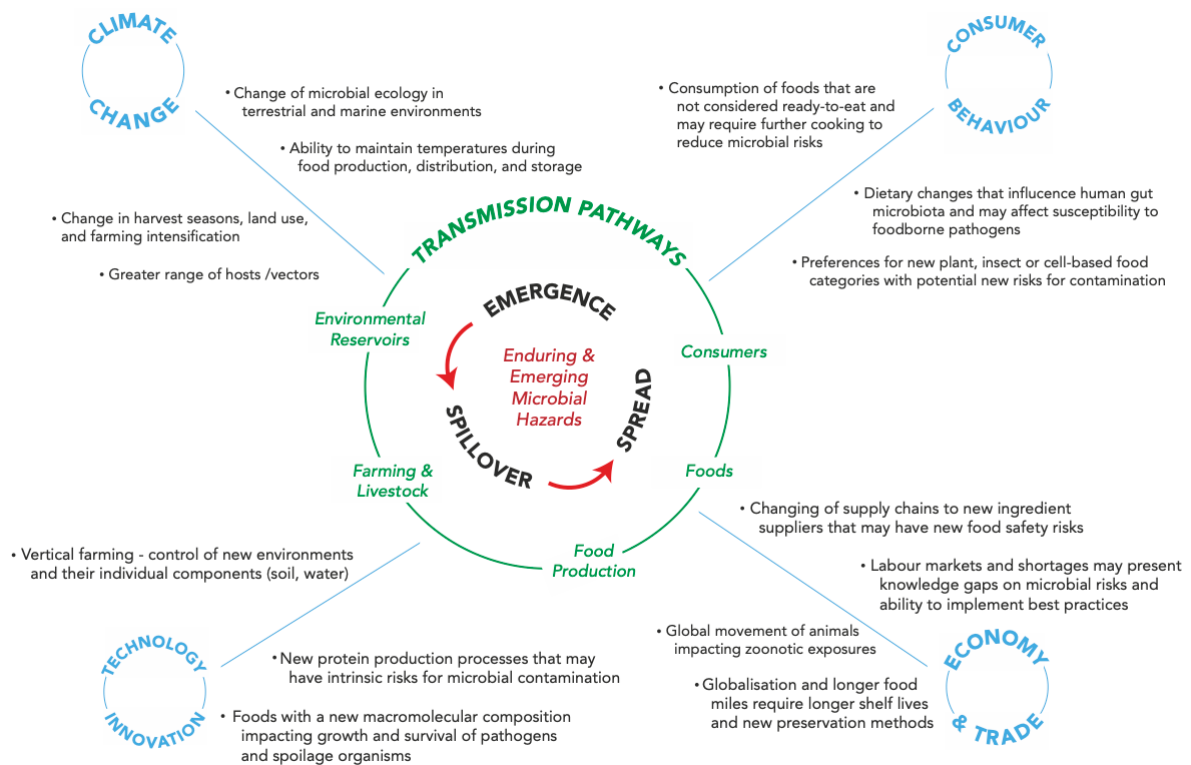 CLIMATE
CHANGE
• Change of microbial ecology in
terrestrial and marine environments
• Ability to maintain temperatures during
food production, distribution, and storage
• Change in harvest seasons, land use,
and farming intensification
• Greater range of hosts /vectors
CONSUMER
BEHAVIOUR
• Consumption of foods that are
not considered ready-to-eat and
may require further cooking to
reduce microbial risks
• Dietary changes that influcence human gut
microbiota and may affect susceptibility to
foodborne pathogens
• Preferences for new plant, insect or cell-based food
categories with potential new risks for contamination
TRANSMISSION PATHWAYS
Environmental
Reservoirs
Farming &
Livestock
Food
Production
Foods
Consumers
EMERGENCE
SPILLOVER
SPREAD
Enduring &
Emerging
Microbial
Hazards
• Vertical farming - control of new environments
and their individual components (soil, water)
TECHNOLOGY
INNOVATION
• New protein production processes that may
have intrinsic risks for microbial contamination
• Foods with a new macromolecular composition
impacting growth and survival of pathogens
and spoilage organisms
• Changing of supply chains to new ingredient
suppliers that may have new food safety risks
• Labour markets and shortages may present
knowledge gaps on microbial risks and
ability to implement best practices
• Global movement of animals
impacting zoonotic exposures
• Globalisation and longer food
miles require longer shelf lives
and new preservation methods
ECONOMY
& TRADE